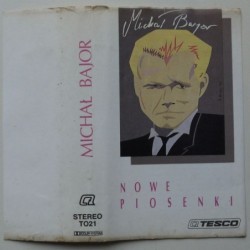 MICHAŁ BAJOR
STEREO
TO21
Michał Bajor
NOWE
PIOSENKI
TESCO